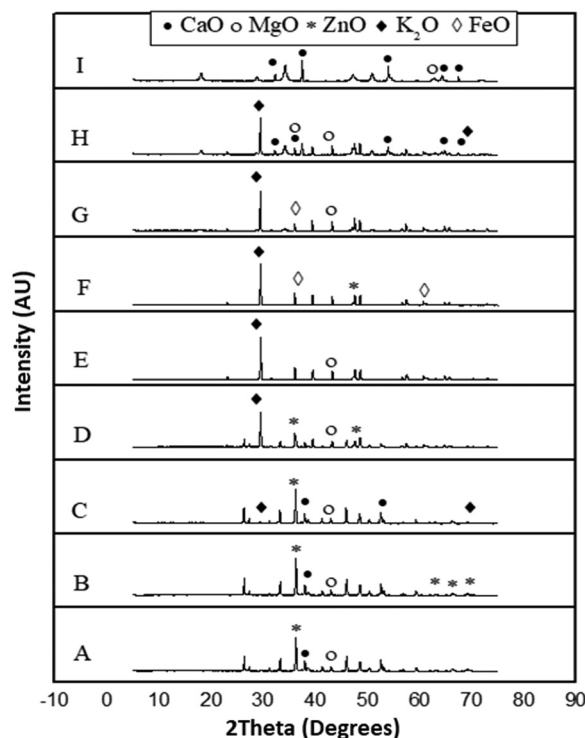 ● CaO ○ MgO * ZnO ◆ K₂O ◊ FeO
I
H
G
F
E
D
C
B
A
Intensity (AU)
-10 0 10 20 30 40 50 60 70 80 90
2Theta (Degrees)